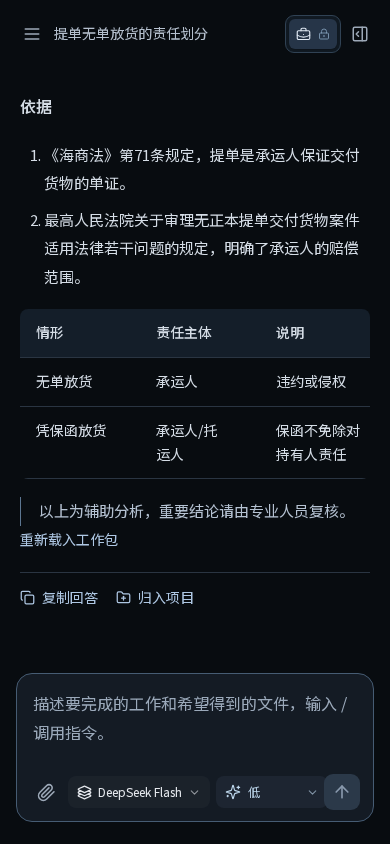 提单无单放货的责任划分
依据
1. 《海商法》第71条规定，提单是承运人保证交付
货物的单证。
2. 最高人民法院关于审理无正本提单交付货物案件
适用法律若干问题的规定，明确了承运人的赔偿
范围。
情形 责任主体 说明
无单放货 承运人 违约或侵权
凭保函放货 承运人/托 保函不免除对
运人 持有人责任
以上为辅助分析，重要结论请由专业人员复核。
重新载入工作包
复制回答 归入项目
描述要完成的工作和希望得到的文件，输入 /
调用指令。
DeepSeek Flash 低